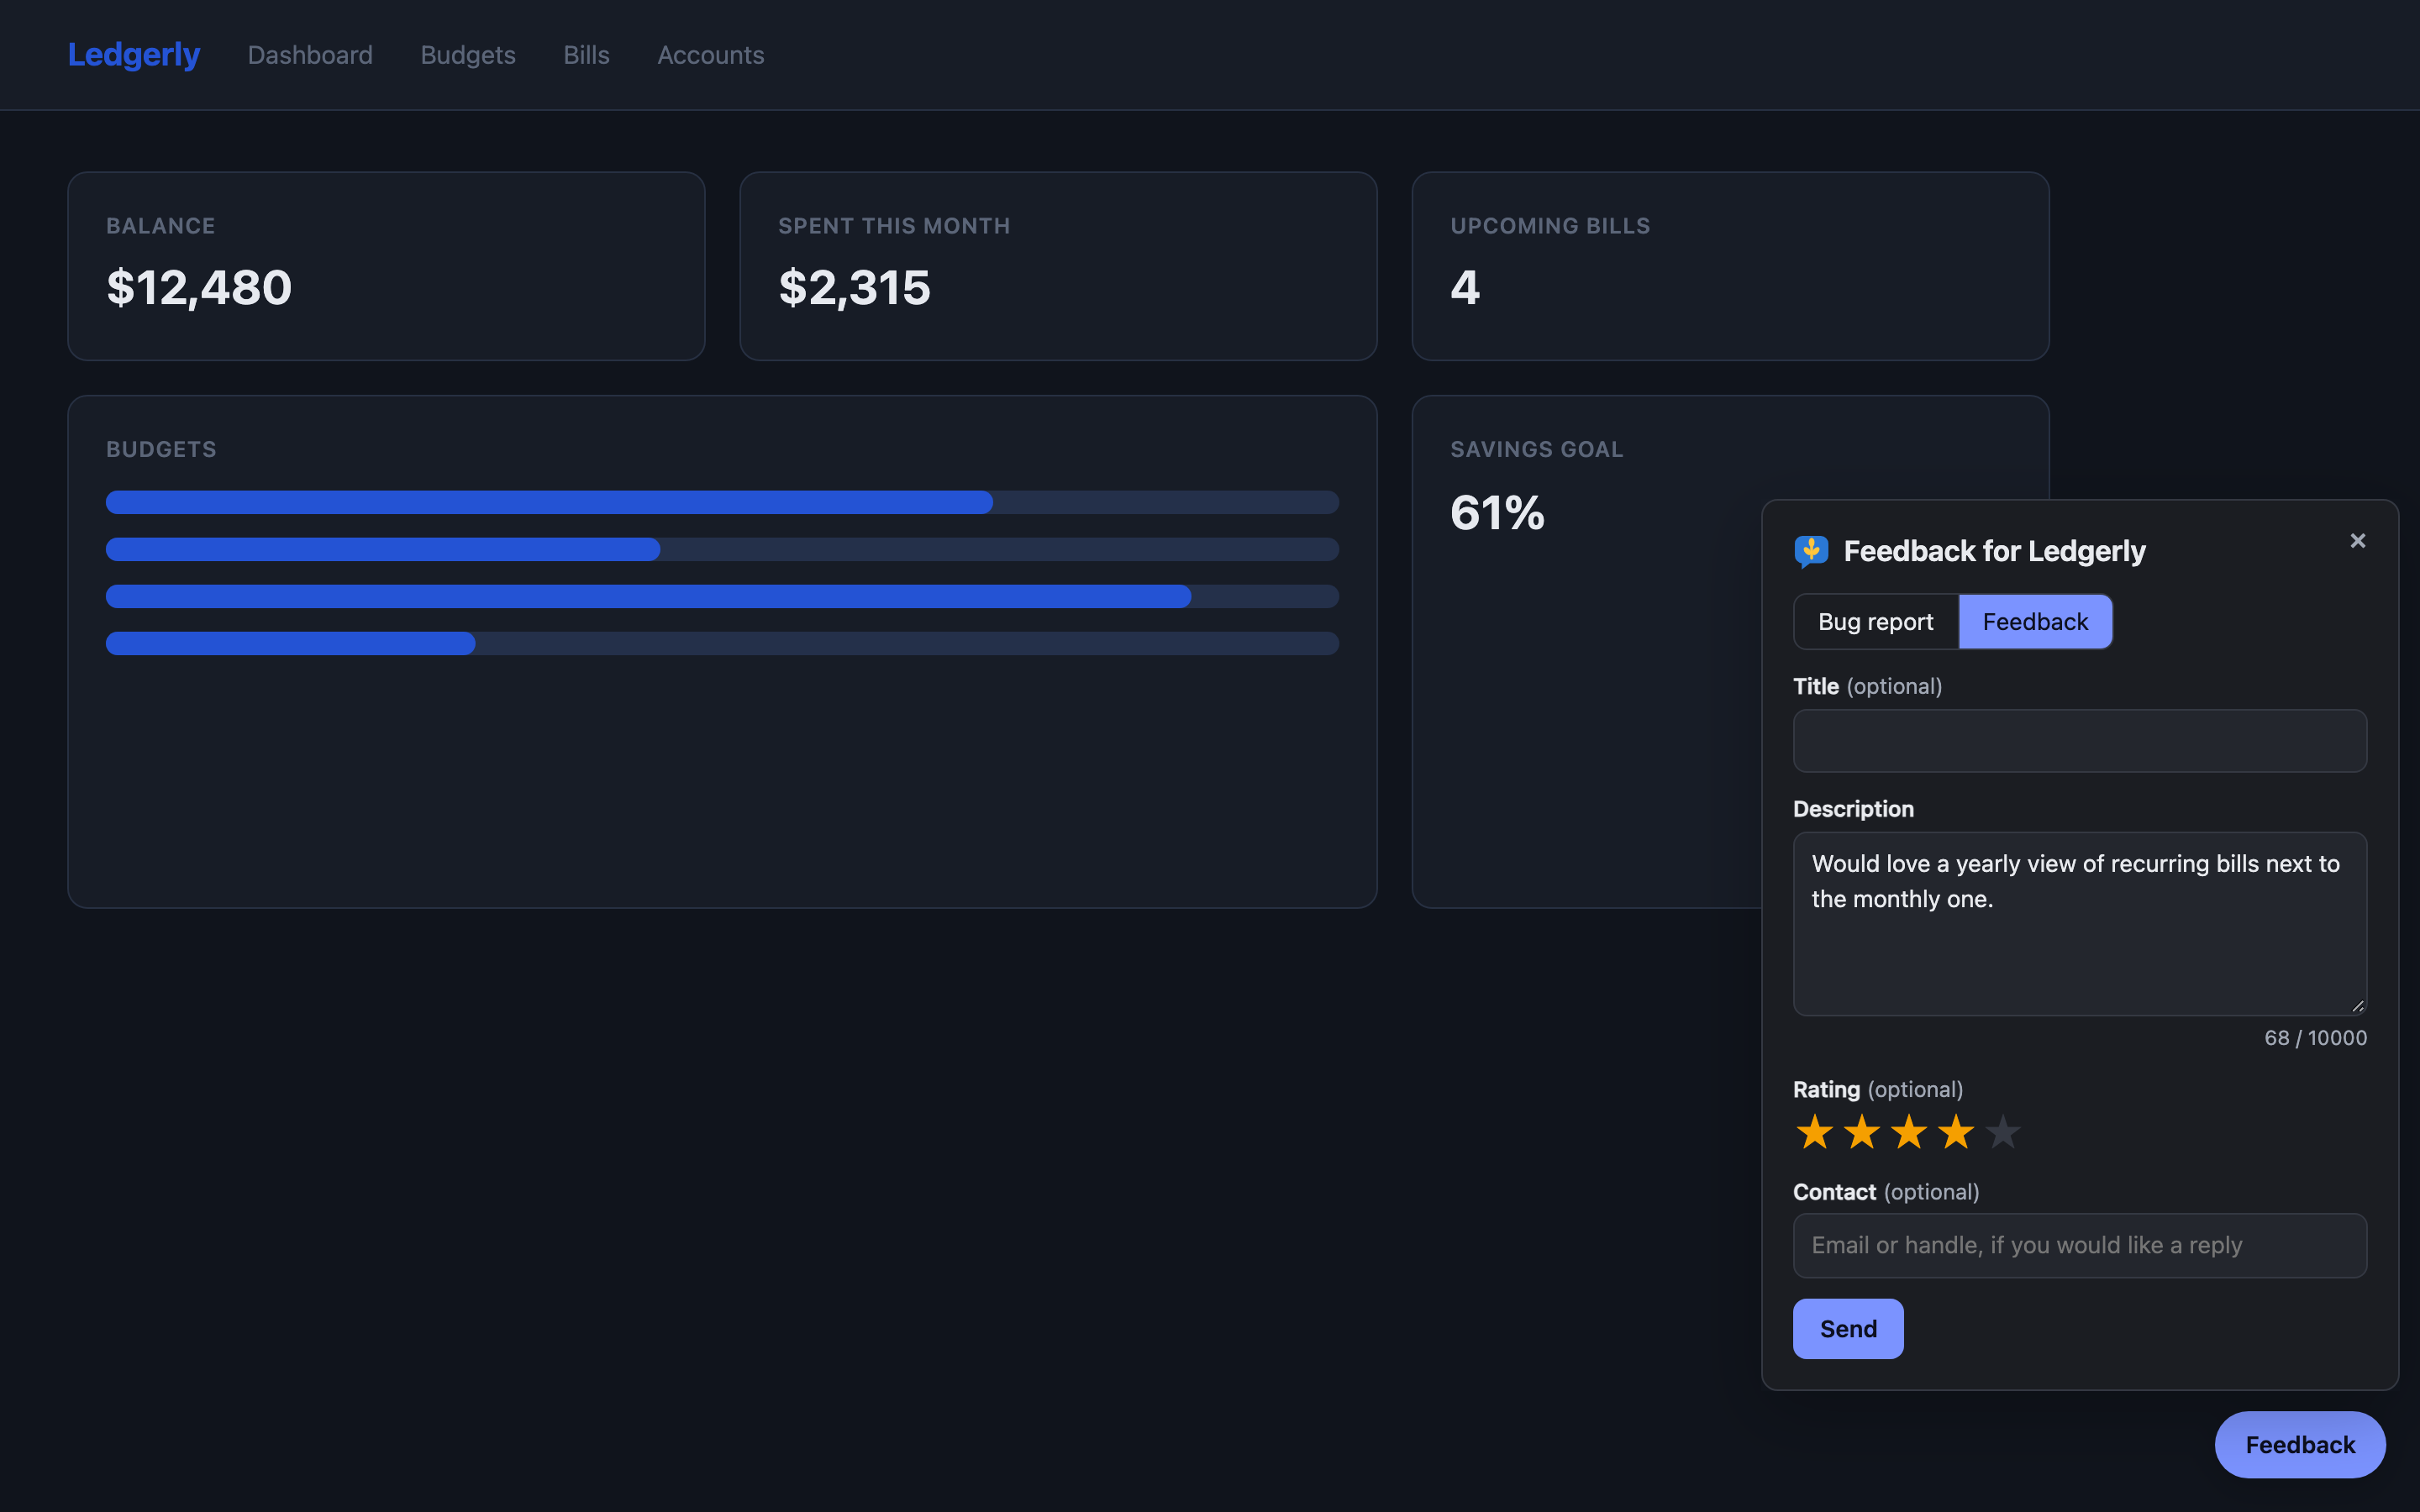 Ledgerly Dashboard Budgets Bills Accounts
BALANCE
$12,480
SPENT THIS MONTH
$2,315
UPCOMING BILLS
4
BUDGETS
SAVINGS GOAL
61%
Feedback for Ledgerly ×
Bug report Feedback
Title (optional)
Description
Would love a yearly view of recurring bills next to
the monthly one.
68 / 10000
Rating (optional)
Contact (optional)
Email or handle, if you would like a reply
Send
Feedback